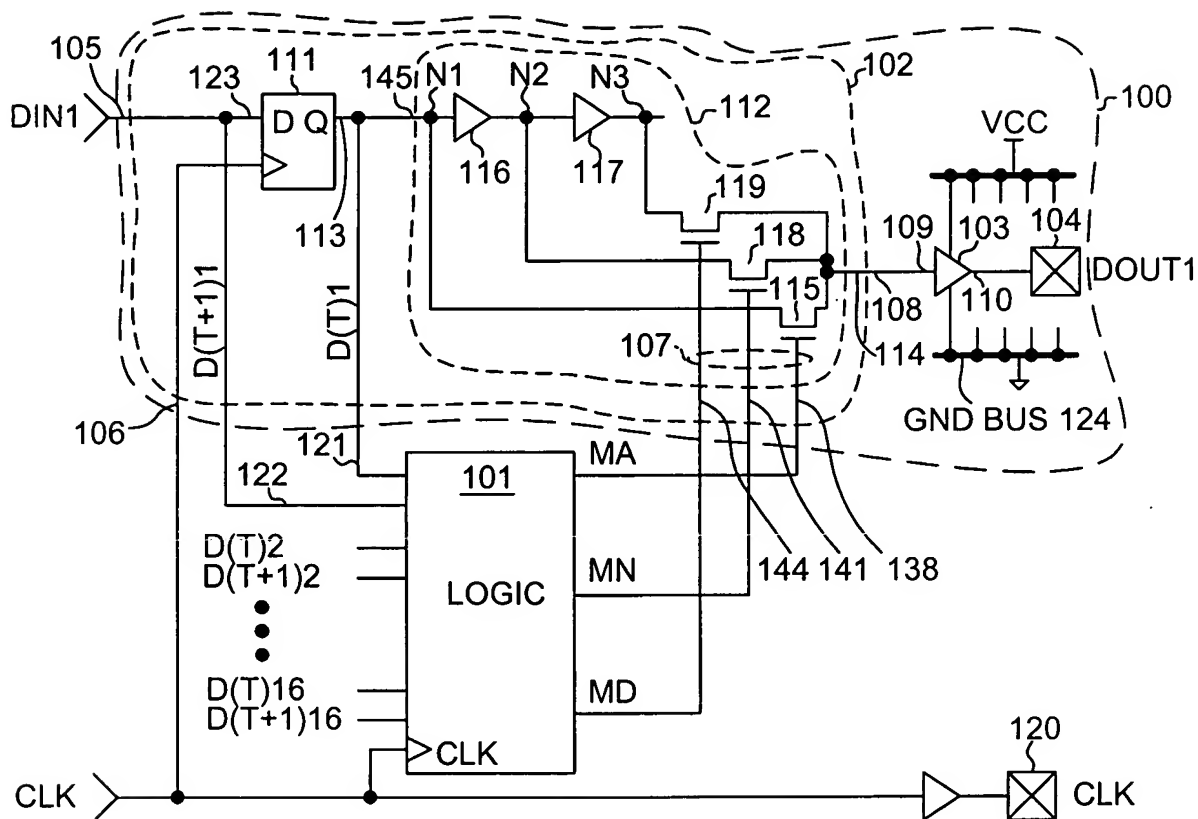 105
123
111
145
N1
N2
N3
102
100
DIN1
D Q
112
VCC
116
117
119
104
113
118
109
103
DOUT1
115
110
108
D(T+1)1
D(T)1
107
114
106
GND BUS 124
121
101
MA
122
D(T)2
144
141
138
D(T+1)2
MN
LOGIC
D(T)16
MD
D(T+1)16
120
CLK
CLK
CLK